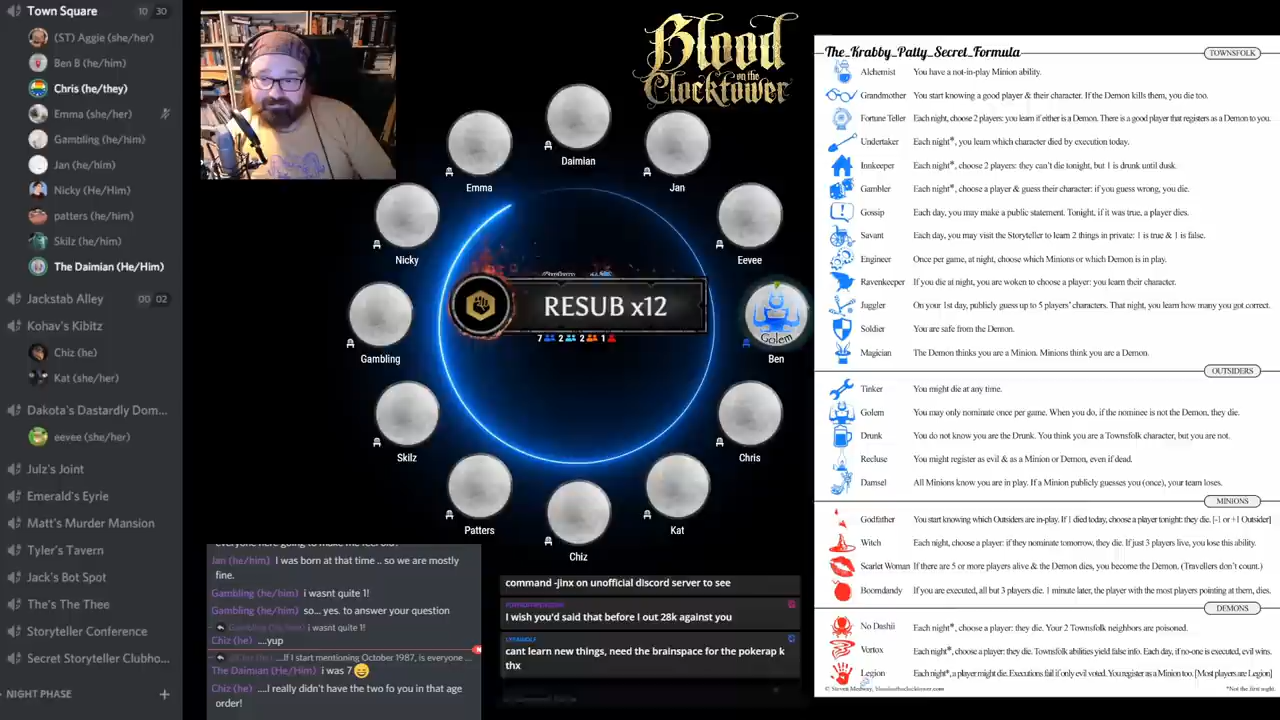 Town Square
10 30
(ST) Aggie (she/her)
Ben B (he/him)
Chris (he/they)
Emma (she/her)
Gambling (he/him)
Jan (he/him)
Nicky (He/Him)
patters (he/him)
Skilz (he/him)
The Daimian (He/Him)
Jackstab Alley
00 02
Kohav's Kibitz
Chiz (he)
Kat (she/her)
Dakota's Dastardly Dom...
eevee (she/her)
Julz's Joint
Emerald's Eyrie
Matt's Murder Mansion
Tyler's Tavern
Jack's Bot Spot
The's The Thee
Storyteller Conference
Secret Storyteller Clubho...
NIGHT PHASE
Blood
on the
Clocktower
Daimian
Jan
Eevee
Golem
Ben
Chris
Kat
Chiz
Patters
Skilz
Gambling
Nicky
Emma
RESUB x12
7 2 2 1
Jan (he/him) I was born at that time .. so we are mostly
fine.
Gambling (he/him) i wasnt quite 1!
Gambling (he/him) so... yes. to answer your question
i wasnt quite 1!
Chiz (he) ....yup
....If I start mentioning October 1987, is everyone ...
The Daimian (He/Him) i was 7
Chiz (he) ....I really didn't have the two fo you in that age
order!
command -jinx on unofficial discord server to see
I wish you'd said that before I out 28k against you
cant learn new things, need the brainspace for the pokerap k
thx
The_Krabby_Patty_Secret_Formula
TOWNSFOLK
Alchemist You have a not-in-play Minion ability.
Grandmother You start knowing a good player & their character. If the Demon kills them, you die too.
Fortune Teller Each night, choose 2 players: you learn if either is a Demon. There is a good player that registers as a Demon to you.
Undertaker Each night*, you learn which character died by execution today.
Innkeeper Each night*, choose 2 players: they can't die tonight, but 1 is drunk until dusk.
Gambler Each night*, choose a player & guess their character: if you guess wrong, you die.
Gossip Each day, you may make a public statement. Tonight, if it was true, a player dies.
Savant Each day, you may visit the Storyteller to learn 2 things in private: 1 is true & 1 is false.
Engineer Once per game, at night, choose which Minions or which Demon is in play.
Ravenkeeper If you die at night, you are woken to choose a player: you learn their character.
Juggler On your 1st day, publicly guess up to 5 players' characters. That night, you learn how many you got correct.
Soldier You are safe from the Demon.
Magician The Demon thinks you are a Minion. Minions think you are a Demon.
OUTSIDERS
Tinker You might die at any time.
Golem You may only nominate once per game. When you do, if the nominee is not the Demon, they die.
Drunk You do not know you are the Drunk. You think you are a Townsfolk character, but you are not.
Recluse You might register as evil & as a Minion or Demon, even if dead.
Damsel All Minions know you are in play. If a Minion publicly guesses you (once), your team loses.
MINIONS
Godfather You start knowing which Outsiders are in-play. If 1 died today, choose a player tonight: they die. [-1 or +1 Outsider]
Witch Each night, choose a player: if they nominate tomorrow, they die. If just 3 players live, you lose this ability.
Scarlet Woman If there are 5 or more players alive & the Demon dies, you become the Demon. (Travellers don't count.)
Boomdandy If you are executed, all but 3 players die. 1 minute later, the player with the most players pointing at them, dies.
DEMONS
No Dashii Each night*, choose a player: they die. Your 2 Townsfolk neighbors are poisoned.
Vortox Each night*, choose a player: they die. Townsfolk abilities yield false info. Each day, if no-one is executed, evil wins.
Legion Each night*, a player might die. Executions fail if only evil voted. You register as a Minion too. [Most players are Legion]
© Steven Medway, bloodontheclocktower.com
*Not the first night.